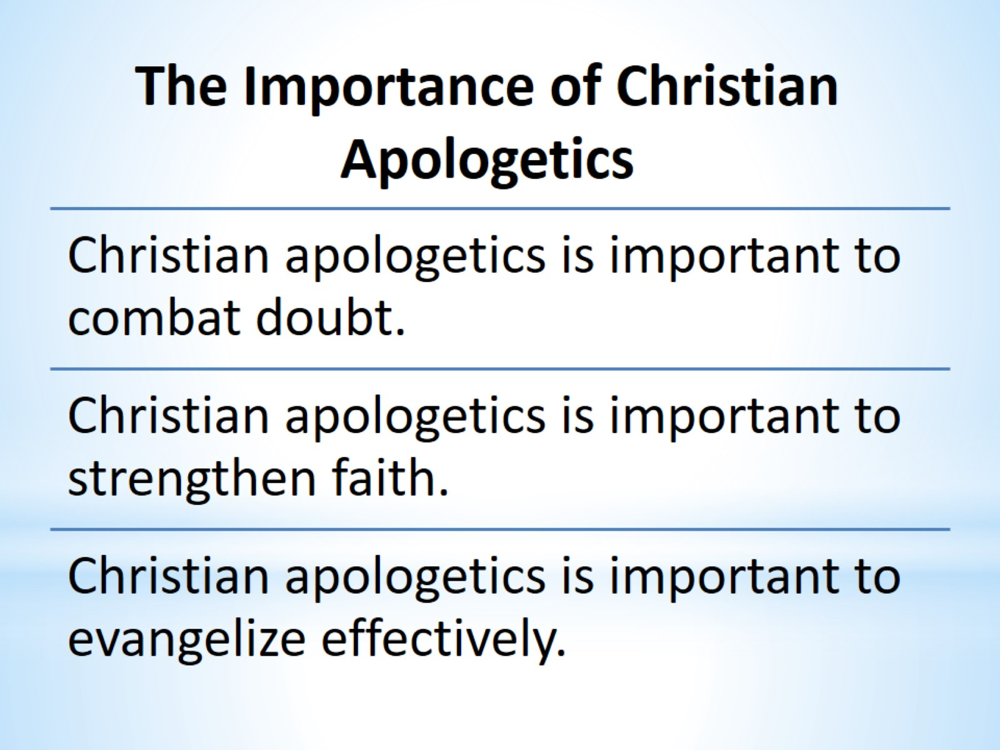 The Importance of Christian
Apologetics
Christian apologetics is important to
combat doubt.
Christian apologetics is important to
strengthen faith.
Christian apologetics is important to
evangelize effectively.